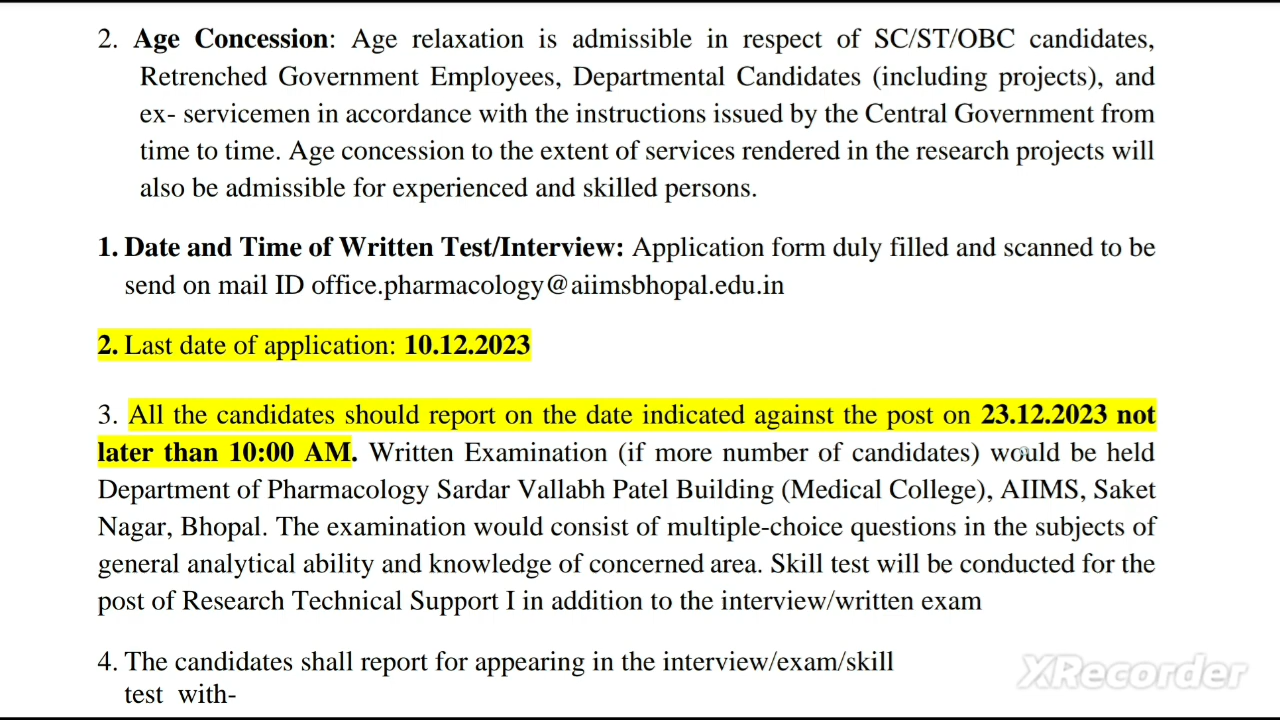 2. Age Concession: Age relaxation is admissible in respect of SC/ST/OBC candidates,
Retrenched Government Employees, Departmental Candidates (including projects), and
ex- servicemen in accordance with the instructions issued by the Central Government from
time to time. Age concession to the extent of services rendered in the research projects will
also be admissible for experienced and skilled persons.
1. Date and Time of Written Test/Interview: Application form duly filled and scanned to be
send on mail ID office.pharmacology@aiimsbhopal.edu.in
2. Last date of application: 10.12.2023
3. All the candidates should report on the date indicated against the post on 23.12.2023 not
later than 10:00 AM. Written Examination (if more number of candidates) would be held
Department of Pharmacology Sardar Vallabh Patel Building (Medical College), AIIMS, Saket
Nagar, Bhopal. The examination would consist of multiple-choice questions in the subjects of
general analytical ability and knowledge of concerned area. Skill test will be conducted for the
post of Research Technical Support I in addition to the interview/written exam
4. The candidates shall report for appearing in the interview/exam/skill
test with-
XRecorder